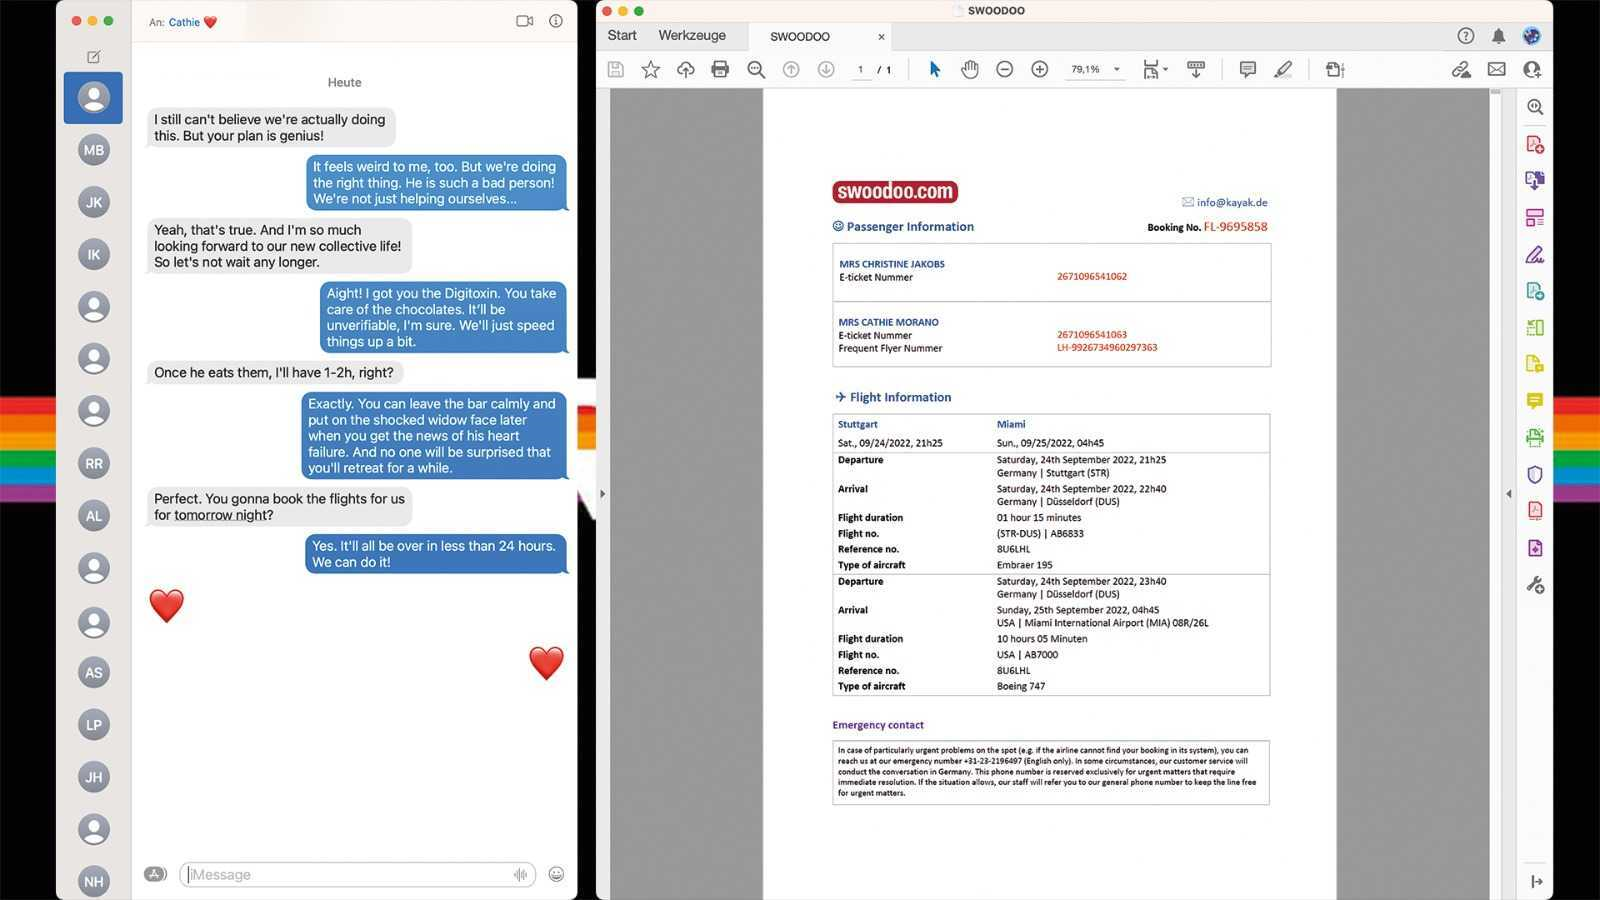 An: Cathie ❤️
Heute
I still can't believe we're actually doing
this. But your plan is genius!
It feels weird to me, too. But we're doing
the right thing. He is such a bad person!
We're not just helping ourselves...
Yeah, that's true. And I'm so much
looking forward to our new collective life!
So let's not wait any longer.
Aight! I got you the Digitoxin. You take
care of the chocolates. It'll be
unverifiable, I'm sure. We'll just speed
things up a bit.
Once he eats them, I'll have 1-2h, right?
Exactly. You can leave the bar calmly and
put on the shocked widow face later
when you get the news of his heart
failure. And no one will be surprised that
you'll retreat for a while.
Perfect. You gonna book the flights for us
for tomorrow night?
Yes. It'll all be over in less than 24 hours.
We can do it!
❤️
❤️
iMessage
MB
JK
IK
RR
AL
AS
LP
JH
NH
SWOODOO
Start Werkzeuge SWOODOO ×
1 / 1 79,1%
swoodoo.com
info@kayak.de
Passenger Information Booking No. FL-9695858
MRS CHRISTINE JAKOBS
E-ticket Nummer 2671096541062
MRS CATHIE MORANO
E-ticket Nummer 2671096541063
Frequent Flyer Nummer LH-9926734960297363
Flight Information
Stuttgart Miami
Sat., 09/24/2022, 21h25 Sun., 09/25/2022, 04h45
Departure Saturday, 24th September 2022, 21h25
Germany | Stuttgart (STR)
Arrival Saturday, 24th September 2022, 22h40
Germany | Düsseldorf (DUS)
Flight duration 01 hour 15 minutes
Flight no. (STR-DUS) | AB6833
Reference no. 8U6LHL
Type of aircraft Embraer 195
Departure Saturday, 24th September 2022, 23h40
Germany | Düsseldorf (DUS)
Arrival Sunday, 25th September 2022, 04h45
USA | Miami International Airport (MIA) 08R/26L
Flight duration 10 hours 05 Minuten
Flight no. USA | AB7000
Reference no. 8U6LHL
Type of aircraft Boeing 747
Emergency contact
In case of particularly urgent problems on the spot (e.g. if the airline cannot find your booking in its system), you can
reach us at our emergency number +31-23-2196497 (English only). In some circumstances, our customer service will
conduct the conversation in Germany. This phone number is reserved exclusively for urgent matters that require
immediate resolution. If the situation allows, our staff will refer you to our general phone number to keep the line free
for urgent matters.